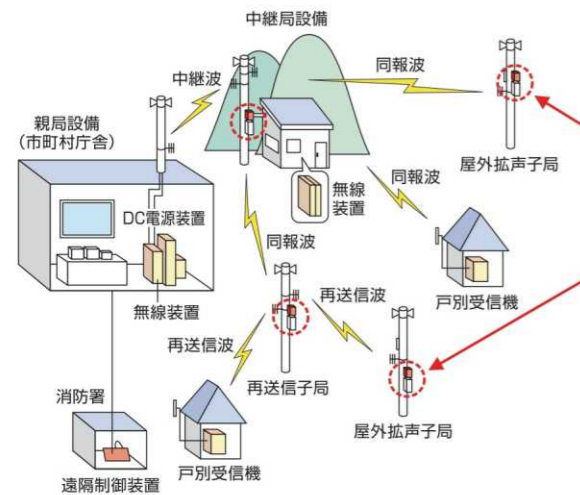 中継局設備
中継波
同報波
親局設備
(市町村庁舎)
屋外拡声子局
無線
装置
同報波
DC電源装置
同報波
戸別受信機
無線装置
再送信波
再送信波
再送信子局
消防署
屋外拡声子局
戸別受信機
遠隔制御装置